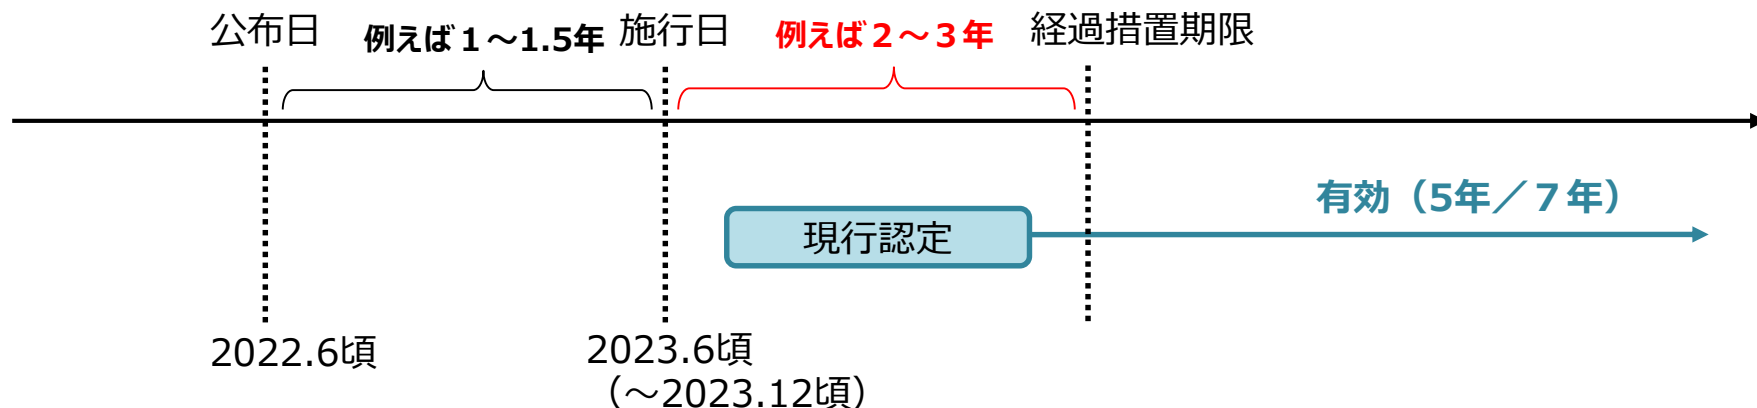 公布日
例えば１～1.5年
施行日
例えば２～３年
経過措置期限
有効（5年／７年）
現行認定
2022.6頃
2023.6頃
（～2023.12頃）